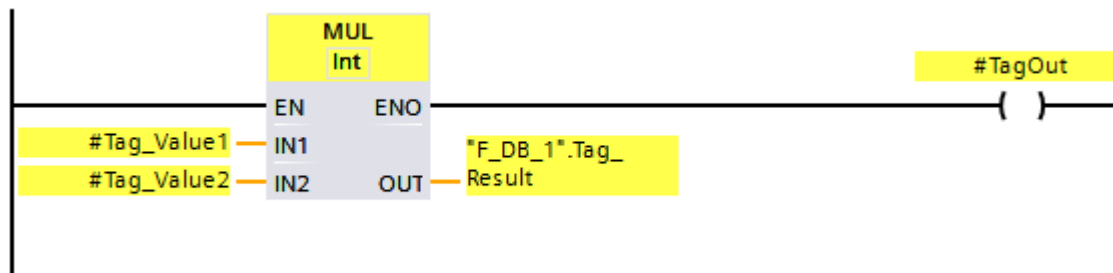 MUL
Int
#TagOut
EN ENO
#Tag_Value1 IN1
"F_DB_1".Tag_
#Tag_Value2 IN2 OUT Result